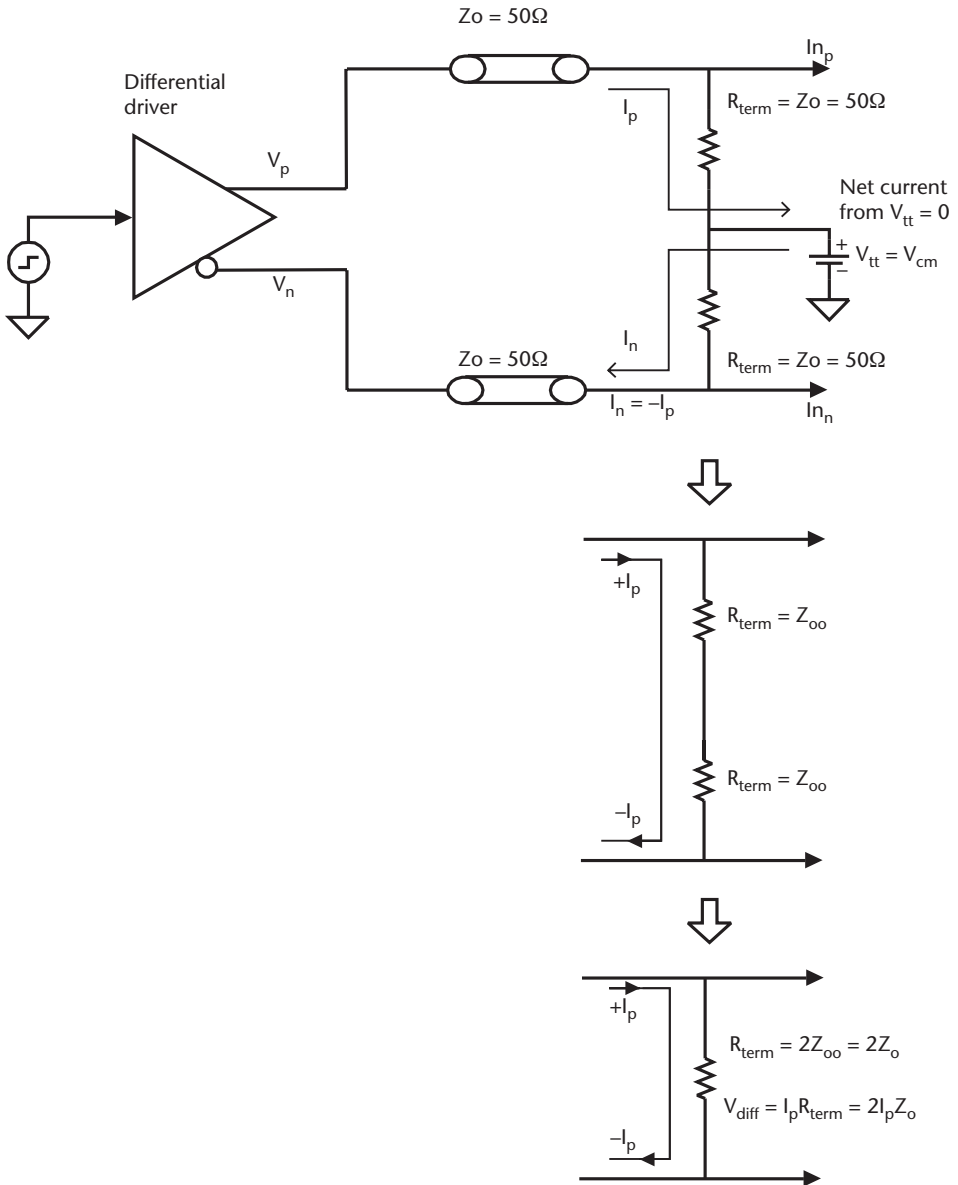 Zo = 50Ω
In_p
Differential
driver
R_term = Zo = 50Ω
I_p
V_p
Net current
from V_tt = 0
+
V_tt = V_cm
–
V_n
I_n
Zo = 50Ω
R_term = Zo = 50Ω
I_n = –I_p
In_n
+I_p
R_term = Z_oo
R_term = Z_oo
–I_p
+I_p
R_term = 2Z_oo = 2Z_o
V_diff = I_pR_term = 2I_pZ_o
–I_p